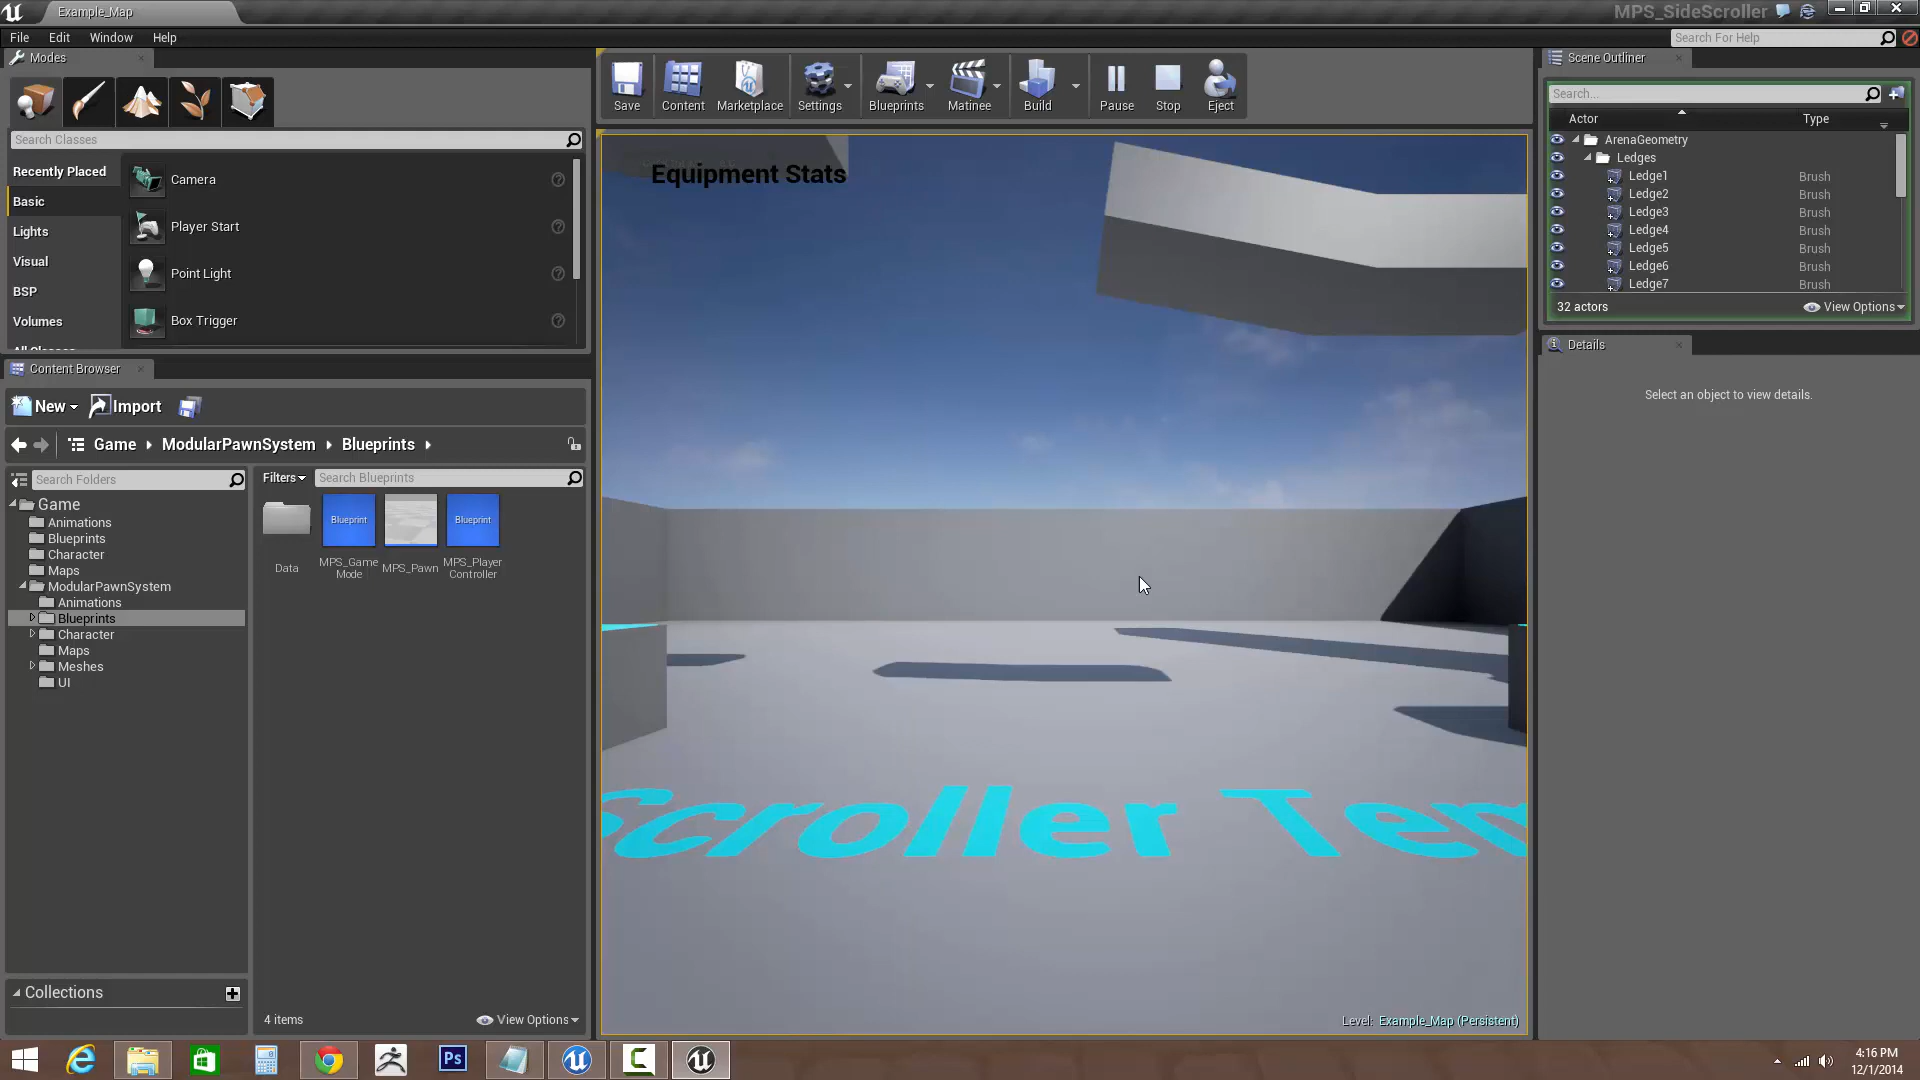 Example_Map
MPS_SideScroller
File Edit Window Help
Search For Help
Modes
Search Classes
Recently Placed
Basic
Lights
Visual
BSP
Volumes
Camera
Player Start
Point Light
Box Trigger
Save
Content
Marketplace
Settings
Blueprints
Matinee
Build
Pause
Stop
Eject
Equipment Stats
Scroller Tem
Level: Example_Map (Persistent)
Scene Outliner
Search...
Actor Type
ArenaGeometry
Ledges
Ledge1 Brush
Ledge2 Brush
Ledge3 Brush
Ledge4 Brush
Ledge5 Brush
Ledge6 Brush
Ledge7 Brush
32 actors View Options
Details
Select an object to view details.
Content Browser
New Import
Game ModularPawnSystem Blueprints
Search Folders
Game
Animations
Blueprints
Character
Maps
ModularPawnSystem
Animations
Blueprints
Character
Maps
Meshes
UI
Collections
Filters
Search Blueprints
Blueprint
Blueprint
Data
MPS_Game
Mode
MPS_Pawn
MPS_Player
Controller
4 items View Options
Ps
4:16 PM
12/1/2014